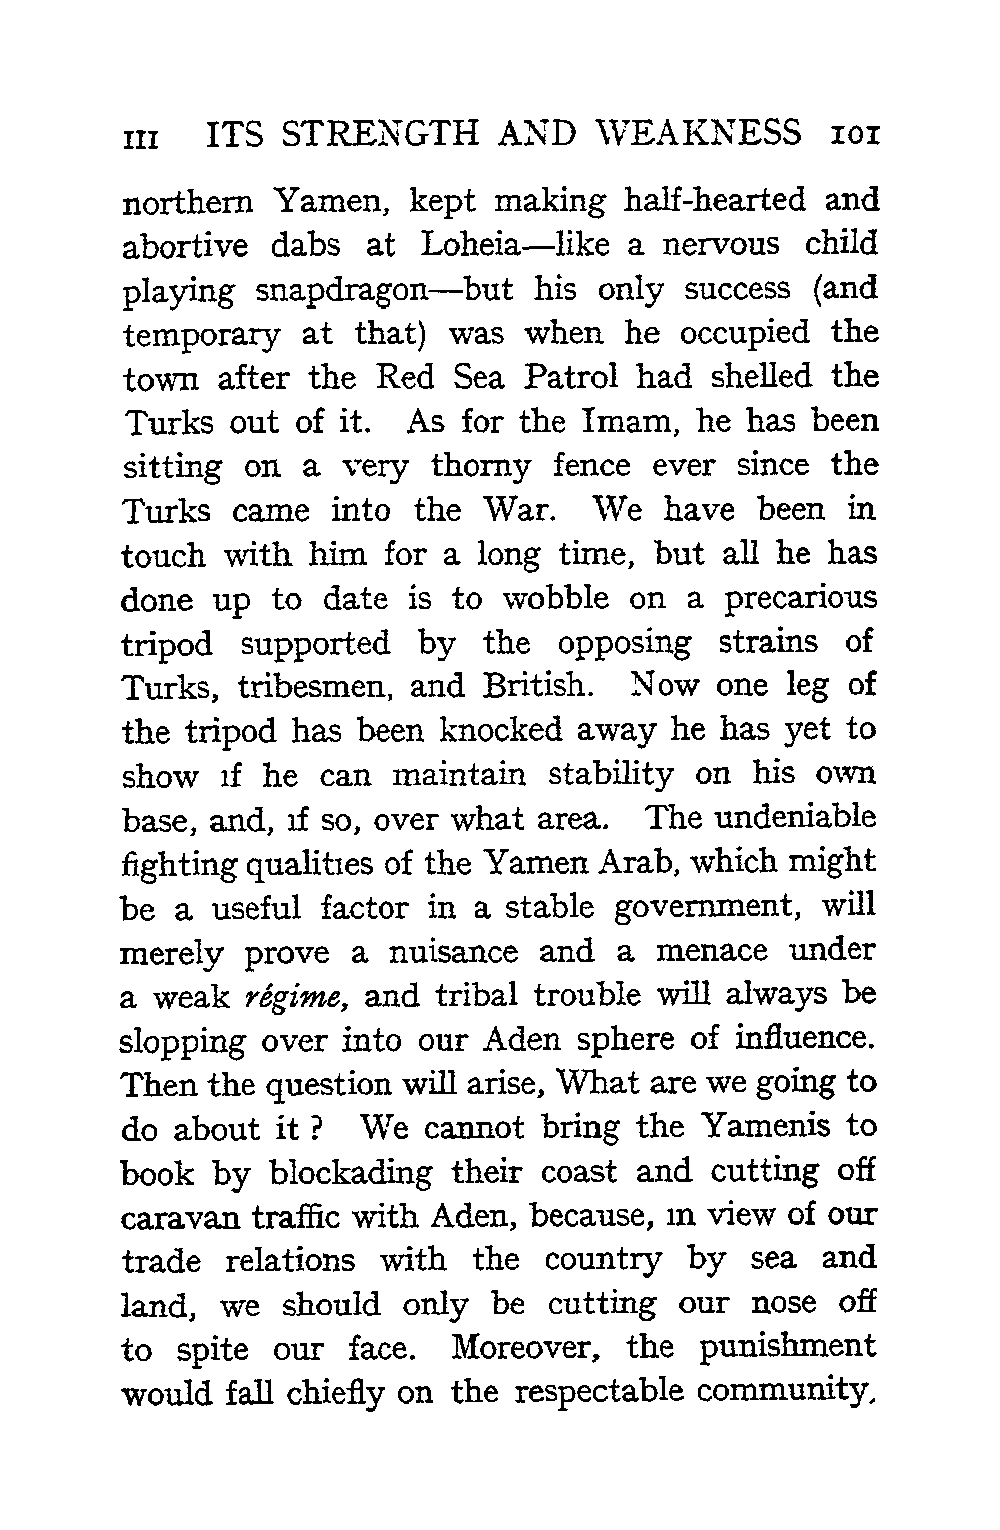 III ITS STRENGTH AND WEAKNESS 101
northern Yamen, kept making half-hearted and
abortive dabs at Loheia—like a nervous child
playing snapdragon—but his only success (and
temporary at that) was when he occupied the
town after the Red Sea Patrol had shelled the
Turks out of it. As for the Imam, he has been
sitting on a very thorny fence ever since the
Turks came into the War. We have been in
touch with him for a long time, but all he has
done up to date is to wobble on a precarious
tripod supported by the opposing strains of
Turks, tribesmen, and British. Now one leg of
the tripod has been knocked away he has yet to
show if he can maintain stability on his own
base, and, if so, over what area. The undeniable
fighting qualities of the Yamen Arab, which might
be a useful factor in a stable government, will
merely prove a nuisance and a menace under
a weak régime, and tribal trouble will always be
slopping over into our Aden sphere of influence.
Then the question will arise, What are we going to
do about it ? We cannot bring the Yamenis to
book by blockading their coast and cutting off
caravan traffic with Aden, because, in view of our
trade relations with the country by sea and
land, we should only be cutting our nose off
to spite our face. Moreover, the punishment
would fall chiefly on the respectable community,